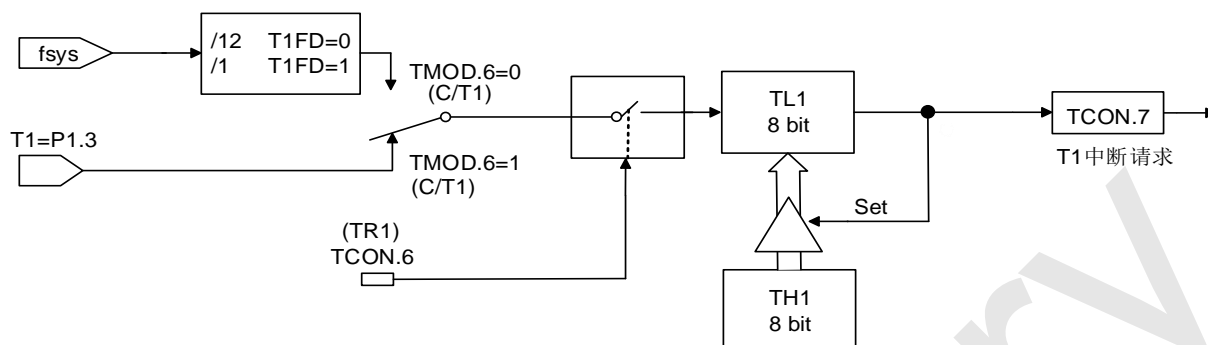 fsys
/12 T1FD=0
/1 T1FD=1
TMOD.6=0
(C/T1)
T1=P1.3
TMOD.6=1
(C/T1)
(TR1)
TCON.6
TL1
8 bit
Set
TH1
8 bit
TCON.7
T1中断请求